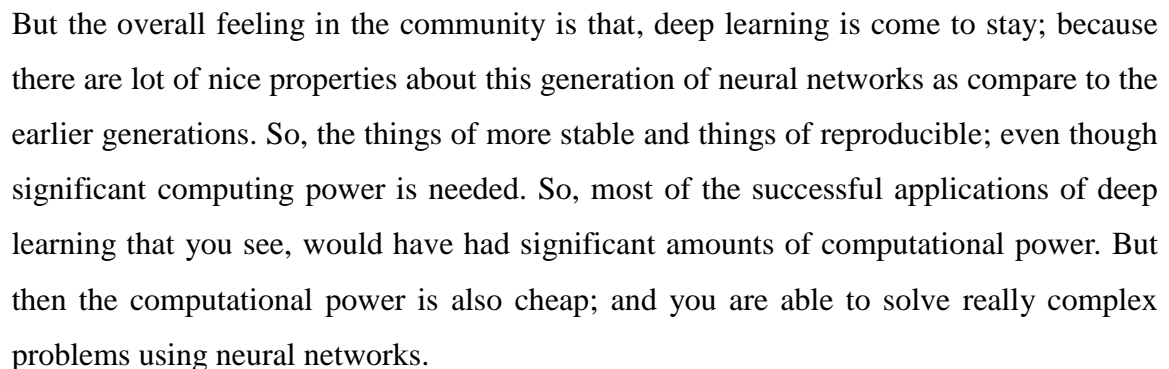 But the overall feeling in the community is that, deep learning is come to stay; because
there are lot of nice properties about this generation of neural networks as compare to the
earlier generations. So, the things of more stable and things of reproducible; even though
significant computing power is needed. So, most of the successful applications of deep
learning that you see, would have had significant amounts of computational power. But
then the computational power is also cheap; and you are able to solve really complex
problems using neural networks.